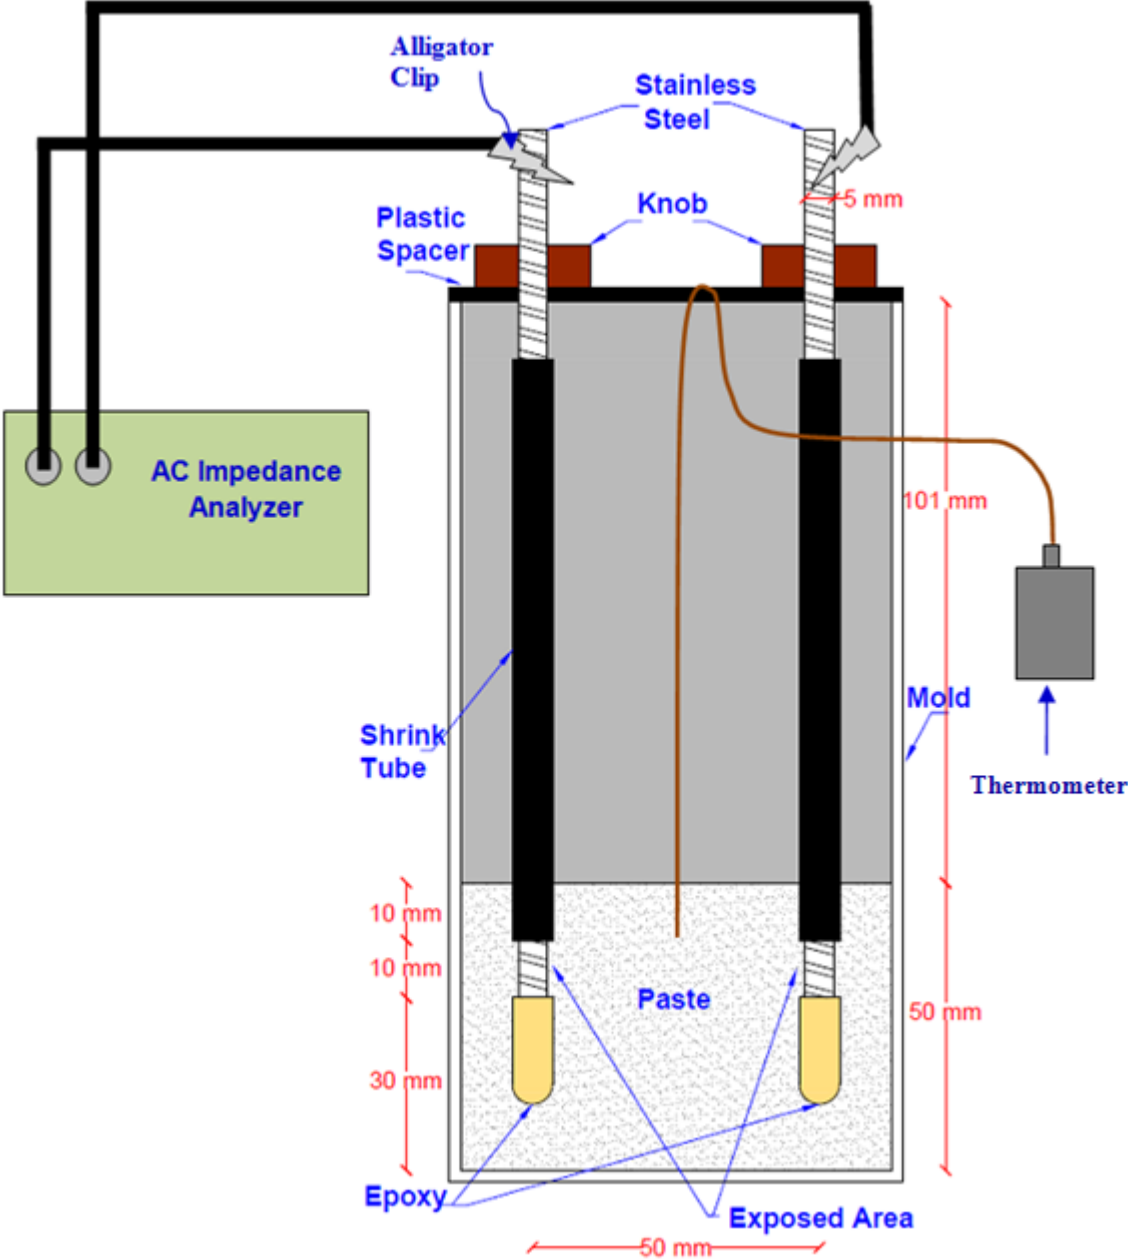 Alligator
Clip
Stainless
Steel
Knob
5 mm
Plastic
Spacer
AC Impedance
Analyzer
101 mm
Mold
Shrink
Tube
Thermometer
10 mm
10 mm
Paste
50 mm
30 mm
Epoxy
Exposed Area
50 mm